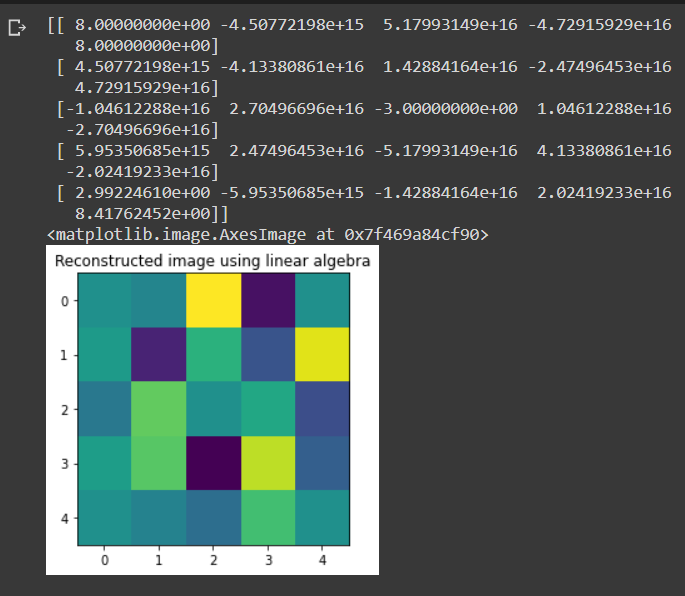 [[ 8.00000000e+00 -4.50772198e+15  5.17993149e+16 -4.72915929e+16
8.00000000e+00]
[ 4.50772198e+15 -4.13380861e+16  1.42884164e+16 -2.47496453e+16
4.72915929e+16]
[-1.04612288e+16  2.70496696e+16 -3.00000000e+00  1.04612288e+16
-2.70496696e+16]
[ 5.95350685e+15  2.47496453e+16 -5.17993149e+16  4.13380861e+16
-2.02419233e+16]
[ 2.99224610e+00 -5.95350685e+15 -1.42884164e+16  2.02419233e+16
8.41762452e+00]]
<matplotlib.image.AxesImage at 0x7f469a84cf90>
Reconstructed image using linear algebra
0
1
2
3
4
0 1 2 3 4